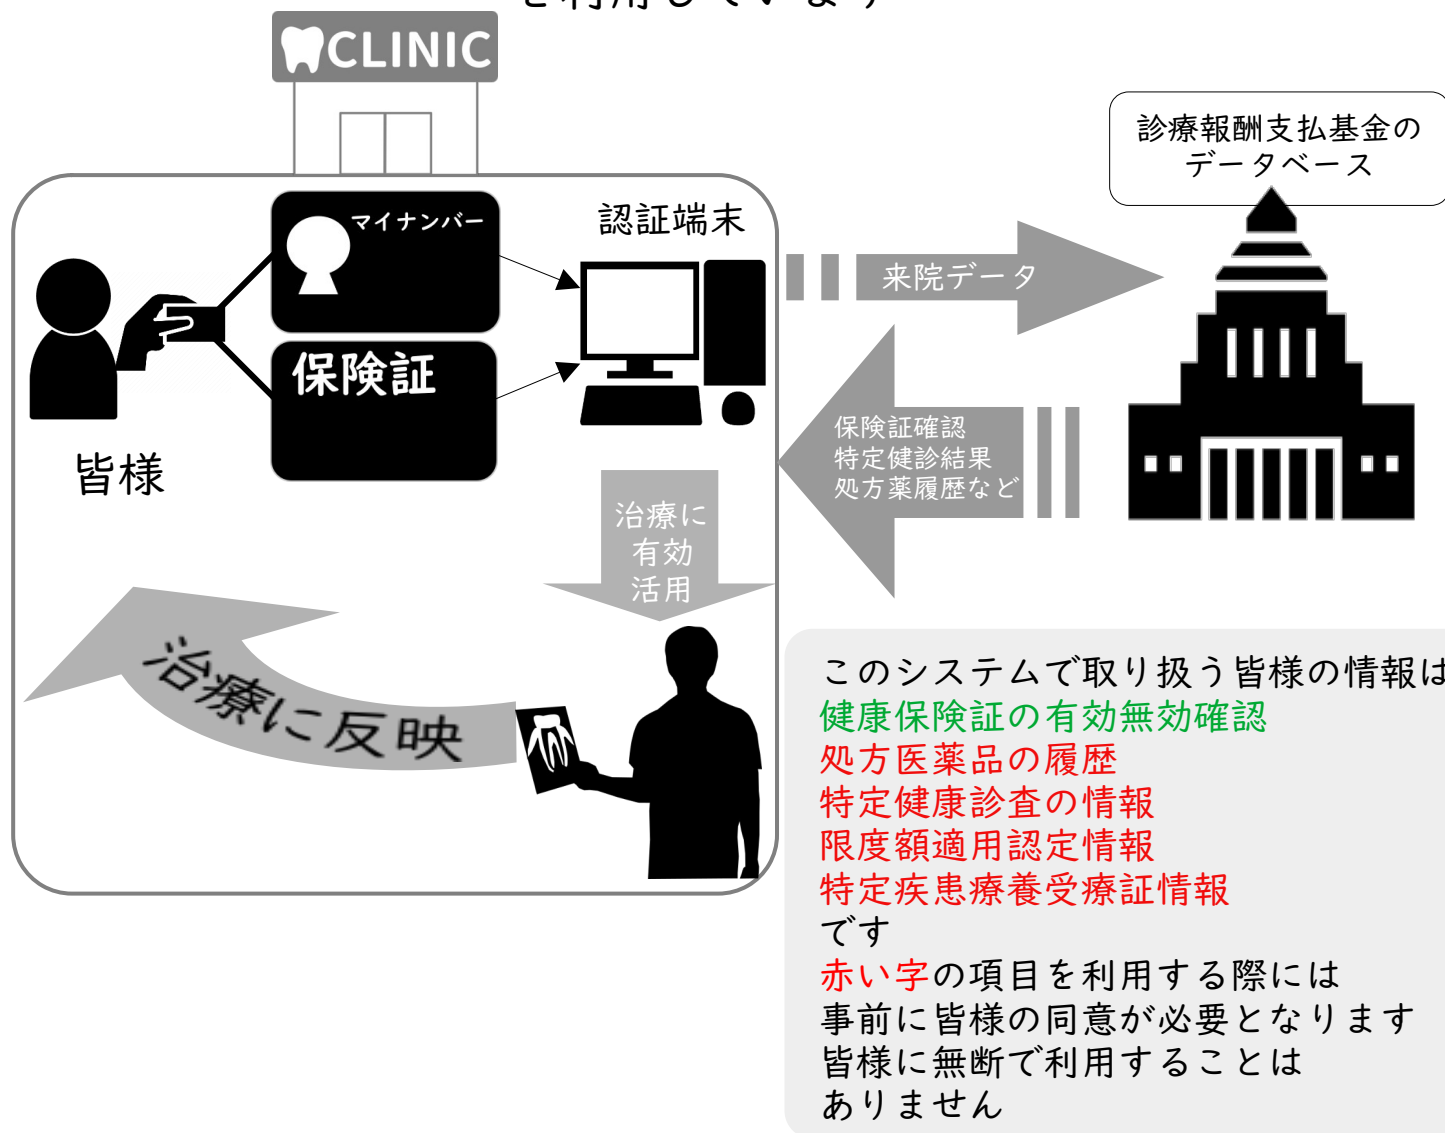 を利用しています
CLINIC
診療報酬支払基金の
データベース
マイナンバー
認証端末
来院データ
保険証
保険証確認
特定健診結果
処方薬履歴など
皆様
治療に
有効
活用
治療に反映
このシステムで取り扱う皆様の情報は
健康保険証の有効無効確認
処方医薬品の履歴
特定健康診査の情報
限度額適用認定情報
特定疾患療養受療証情報
です
赤い字の項目を利用する際には
事前に皆様の同意が必要となります
皆様に無断で利用することは
ありません